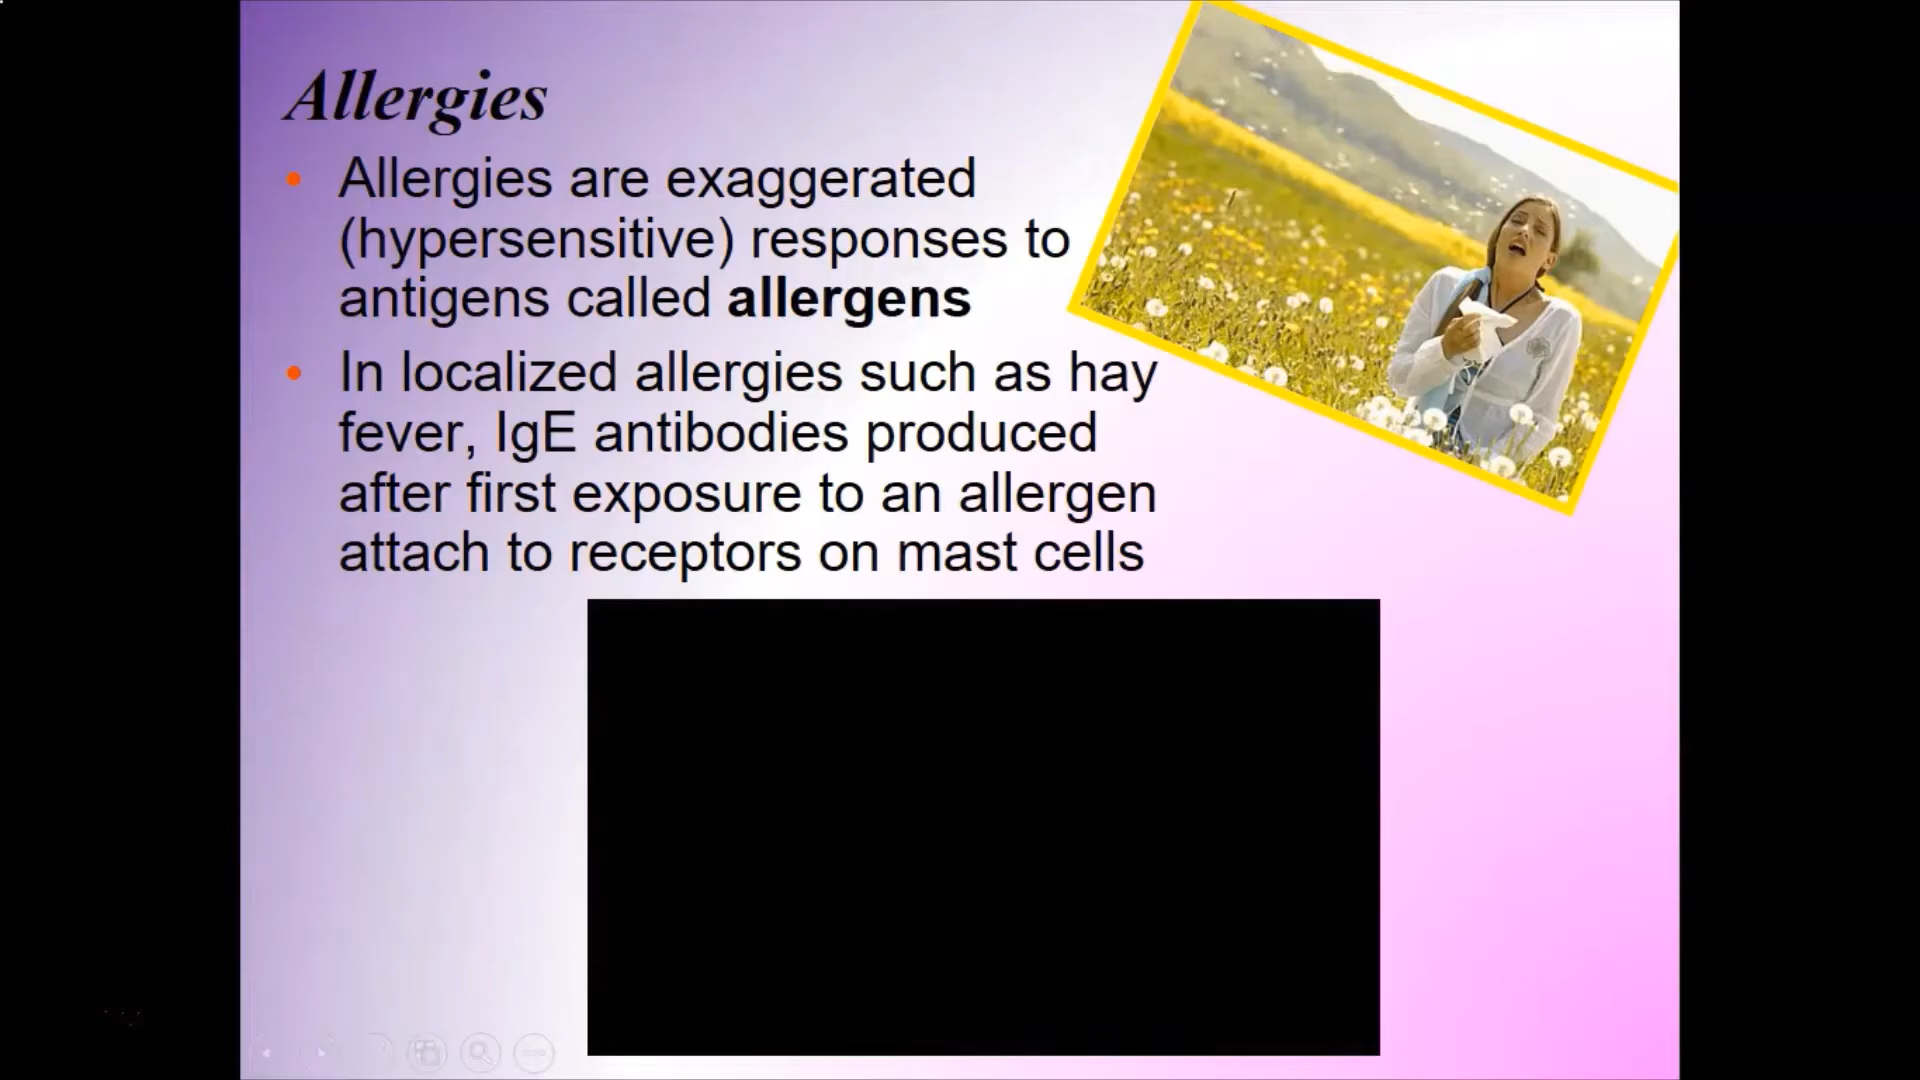 Allergies
• Allergies are exaggerated
(hypersensitive) responses to
antigens called allergens
• In localized allergies such as hay
fever, IgE antibodies produced
after first exposure to an allergen
attach to receptors on mast cells